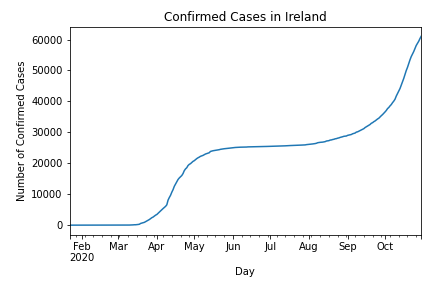 Confirmed Cases in Ireland
60000
50000
40000
30000
20000
10000
0
Number of Confirmed Cases
Feb Mar Apr May Jun Jul Aug Sep Oct
2020
Day